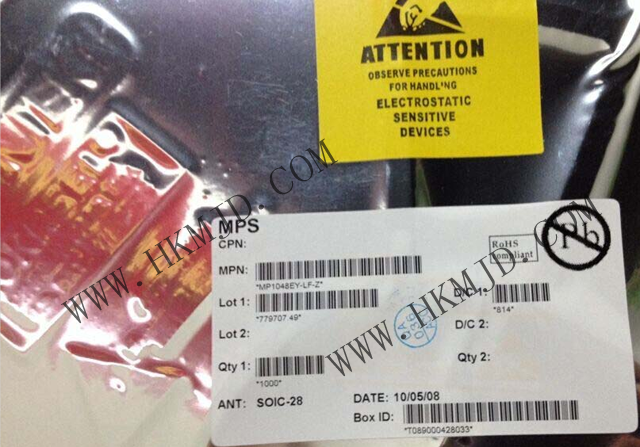 ATTENTION
OBSERVE PRECAUTIONS
FOR HANDLING
ELECTROSTATIC
SENSITIVE
DEVICES
WWW.HKMJD.COM
MPS
CPN:
RoHS
Compliant
Pb
MPN:
*MP1048EY-LF-Z*
Lot 1:
*779707.49*
D/C 1:
*814*
Lot 2:
D/C 2:
Qty 1:
*1000*
Qty 2:
ANT: SOIC-28
DATE: 10/05/08
Box ID:
*T089000428033*
WWW.HKMJD.COM